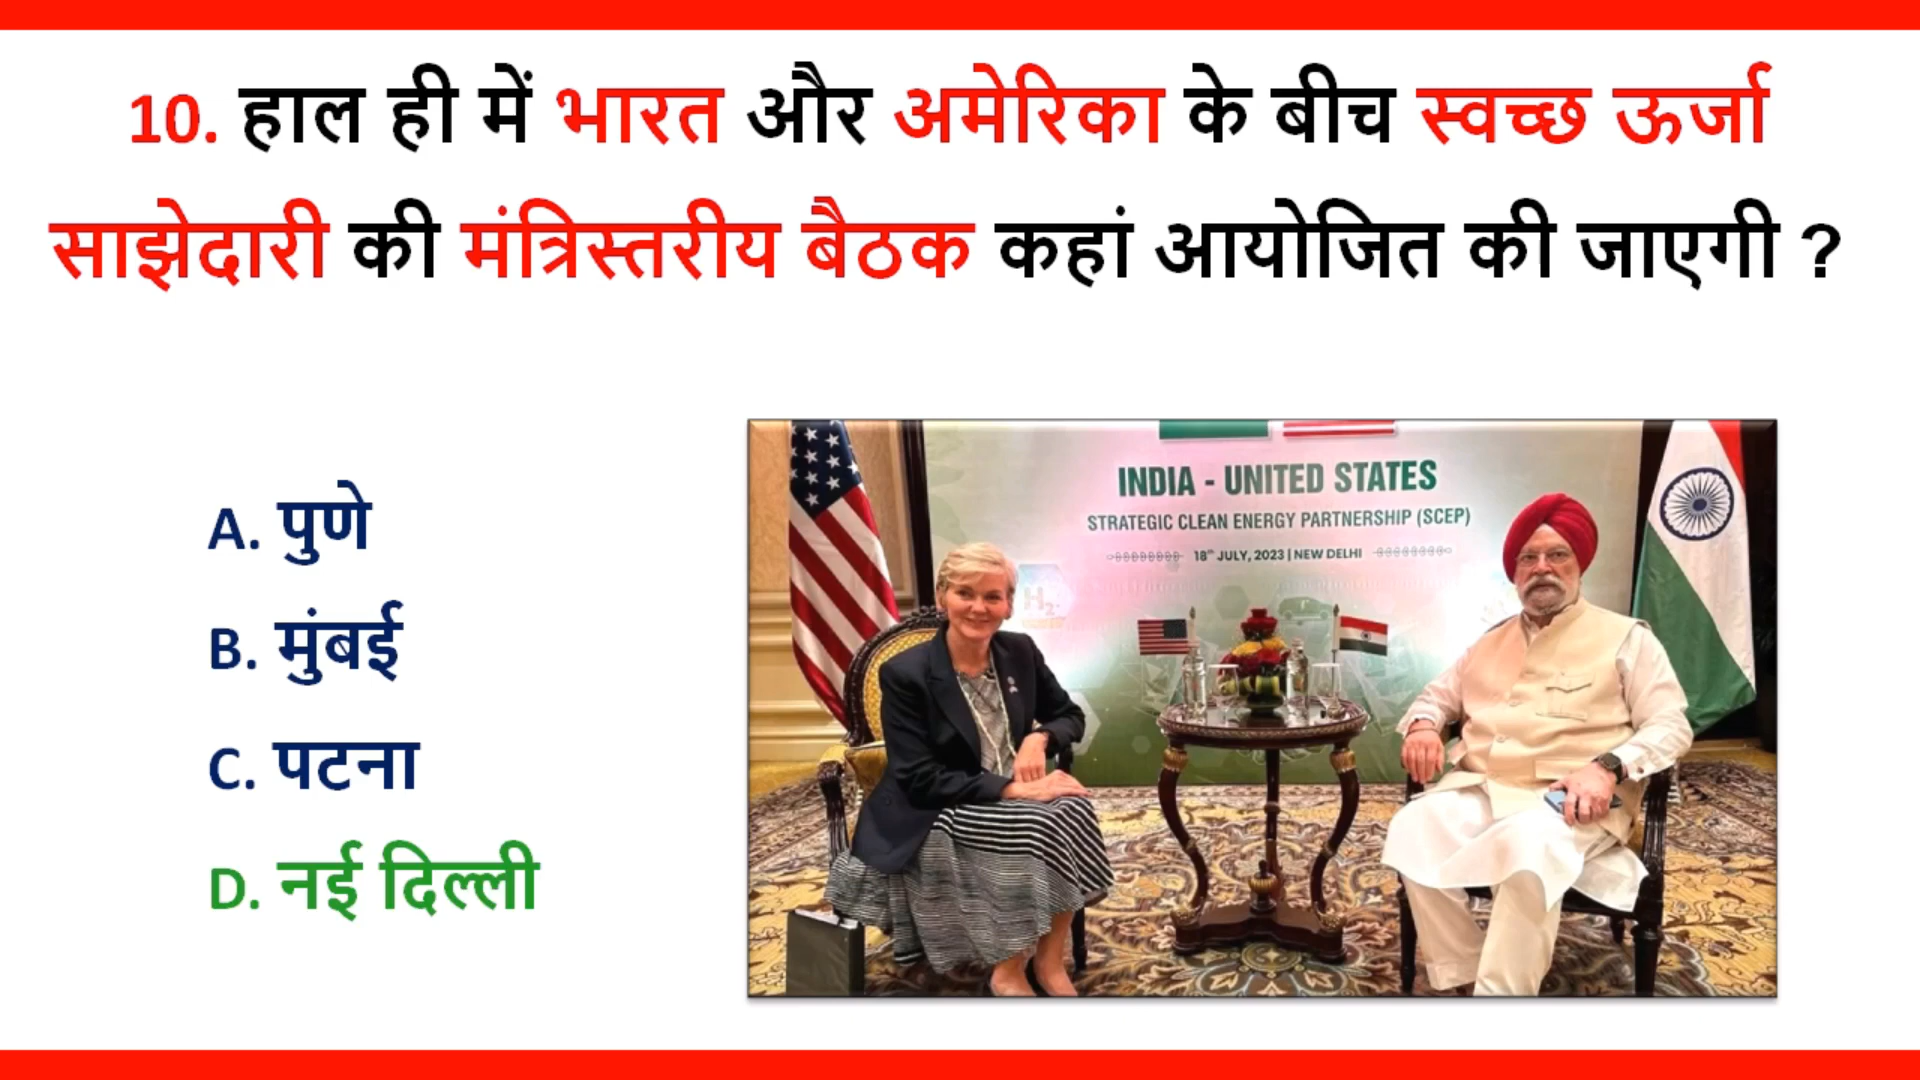 10. हाल ही में भारत और अमेरिका के बीच स्वच्छ ऊर्जा
साझेदारी की मंत्रिस्तरीय बैठक कहां आयोजित की जाएगी ?
A. पुणे
B. मुंबई
C. पटना
D. नई दिल्ली
INDIA - UNITED STATES
STRATEGIC CLEAN ENERGY PARTNERSHIP (SCEP)
18th JULY, 2023 | NEW DELHI
H2